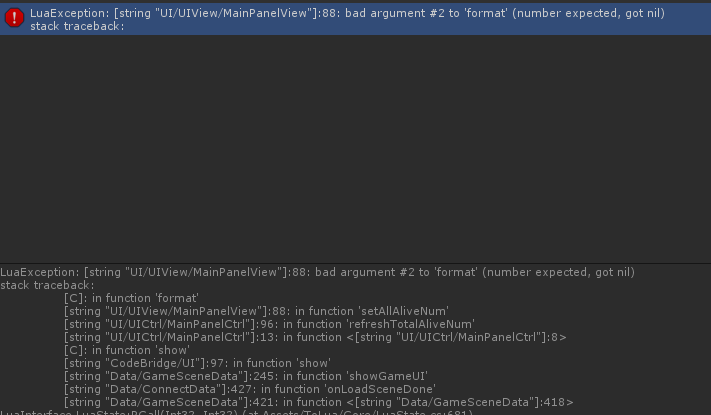 LuaException: [string "UI/UIView/MainPanelView"]:88: bad argument #2 to 'format' (number expected, got nil)
stack traceback:
LuaException: [string "UI/UIView/MainPanelView"]:88: bad argument #2 to 'format' (number expected, got nil)
stack traceback:
[C]: in function 'format'
[string "UI/UIView/MainPanelView"]:88: in function 'setAllAliveNum'
[string "UI/UICtrl/MainPanelCtrl"]:96: in function 'refreshTotalAliveNum'
[string "UI/UICtrl/MainPanelCtrl"]:13: in function <[string "UI/UICtrl/MainPanelCtrl"]:8>
[C]: in function 'show'
[string "CodeBridge/UI"]:97: in function 'show'
[string "Data/GameSceneData"]:245: in function 'showGameUI'
[string "Data/ConnectData"]:427: in function 'onLoadSceneDone'
[string "Data/GameSceneData"]:421: in function <[string "Data/GameSceneData"]:418>
LuaInterface.LuaState:PCall(Int32, Int32) (at Assets/ToLua/Core/LuaState.cs:681)